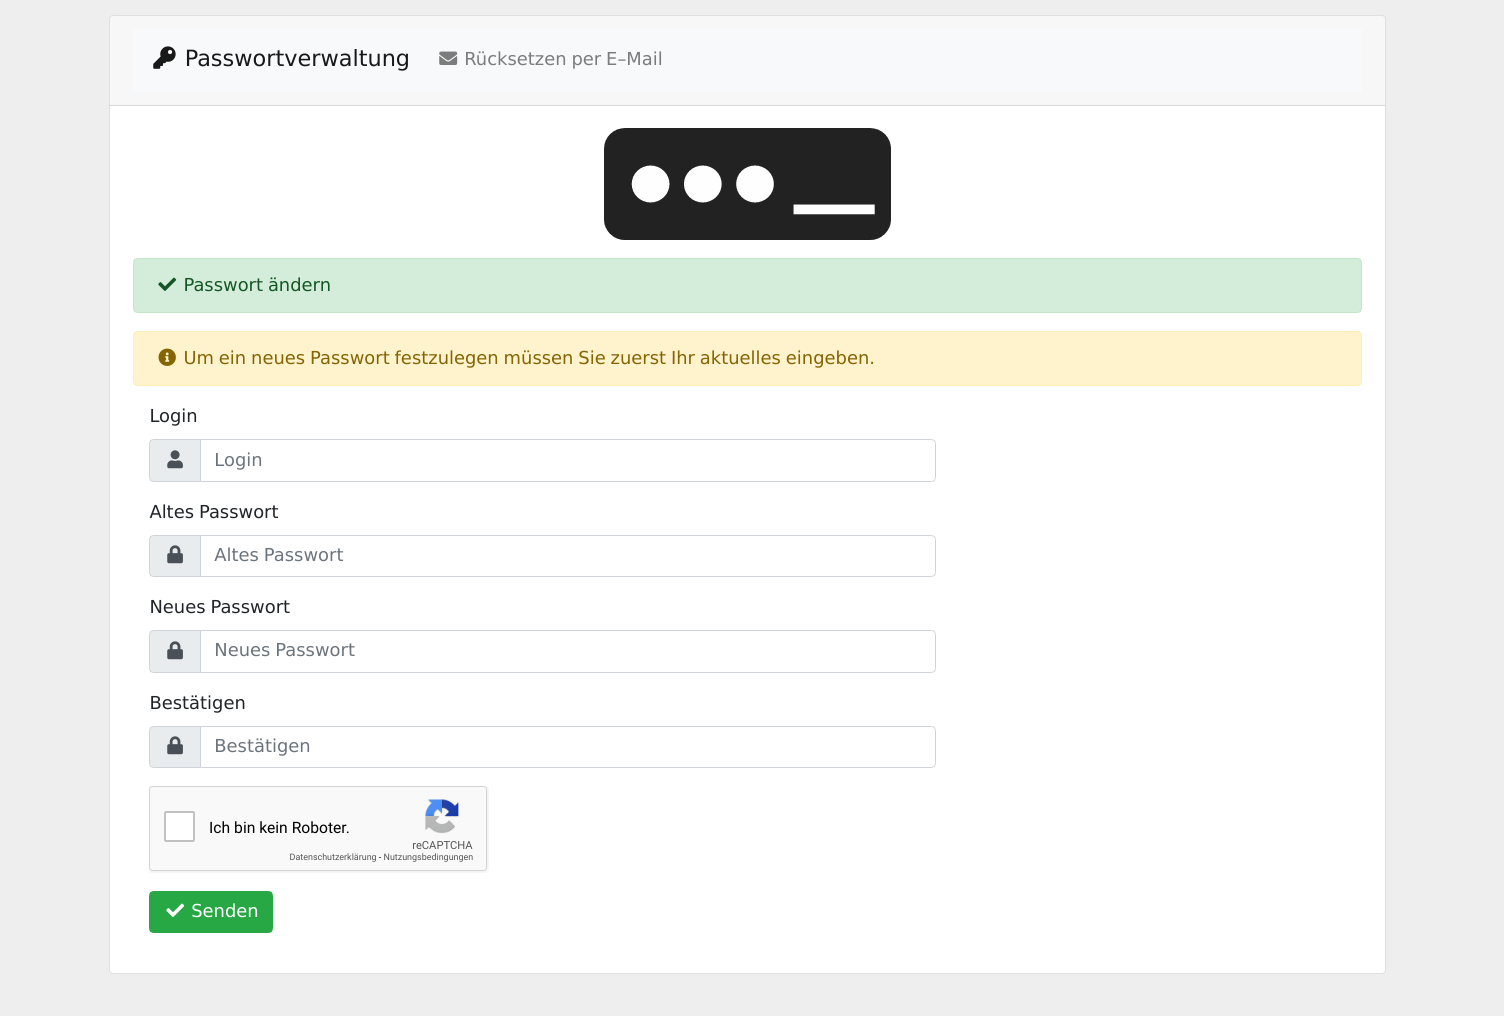 Passwortverwaltung
Rücksetzen per E–Mail
Passwort ändern
Um ein neues Passwort festzulegen müssen Sie zuerst Ihr aktuelles eingeben.
Login
Login
Altes Passwort
Altes Passwort
Neues Passwort
Neues Passwort
Bestätigen
Bestätigen
Ich bin kein Roboter.
reCAPTCHA
Datenschutzerklärung - Nutzungsbedingungen
Senden